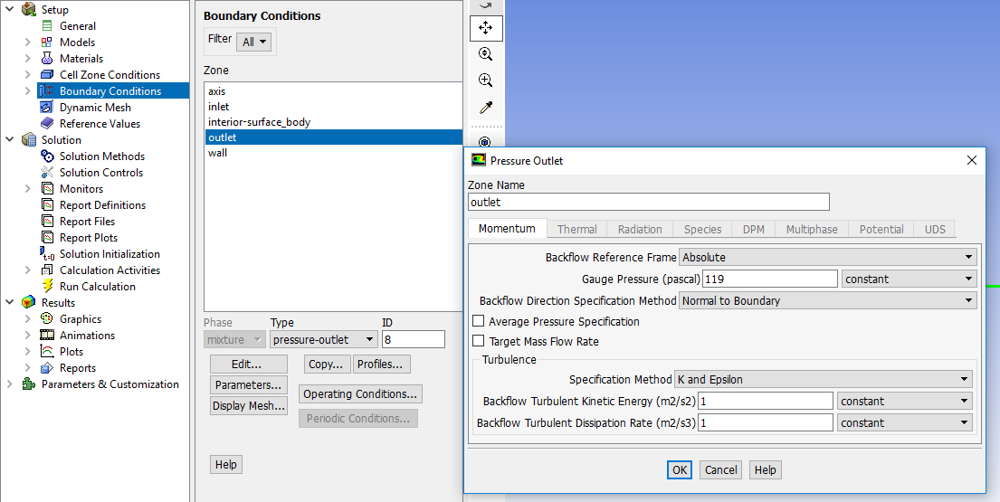 Setup
General
Models
Materials
Cell Zone Conditions
Boundary Conditions
Dynamic Mesh
Reference Values
Solution
Solution Methods
Solution Controls
Monitors
Report Definitions
Report Files
Report Plots
t=0 Solution Initialization
Calculation Activities
Run Calculation
Results
Graphics
Animations
Plots
Reports
Parameters & Customization
Boundary Conditions
Filter All
Zone
axis
inlet
interior-surface_body
outlet
wall
Phase Type ID
mixture pressure-outlet 8
Edit... Copy... Profiles...
Parameters... Operating Conditions...
Display Mesh... Periodic Conditions...
Help
Pressure Outlet
Zone Name
outlet
Momentum Thermal Radiation Species DPM Multiphase Potential UDS
Backflow Reference Frame Absolute
Gauge Pressure (pascal) 119 constant
Backflow Direction Specification Method Normal to Boundary
Average Pressure Specification
Target Mass Flow Rate
Turbulence
Specification Method K and Epsilon
Backflow Turbulent Kinetic Energy (m2/s2) 1 constant
Backflow Turbulent Dissipation Rate (m2/s3) 1 constant
OK Cancel Help